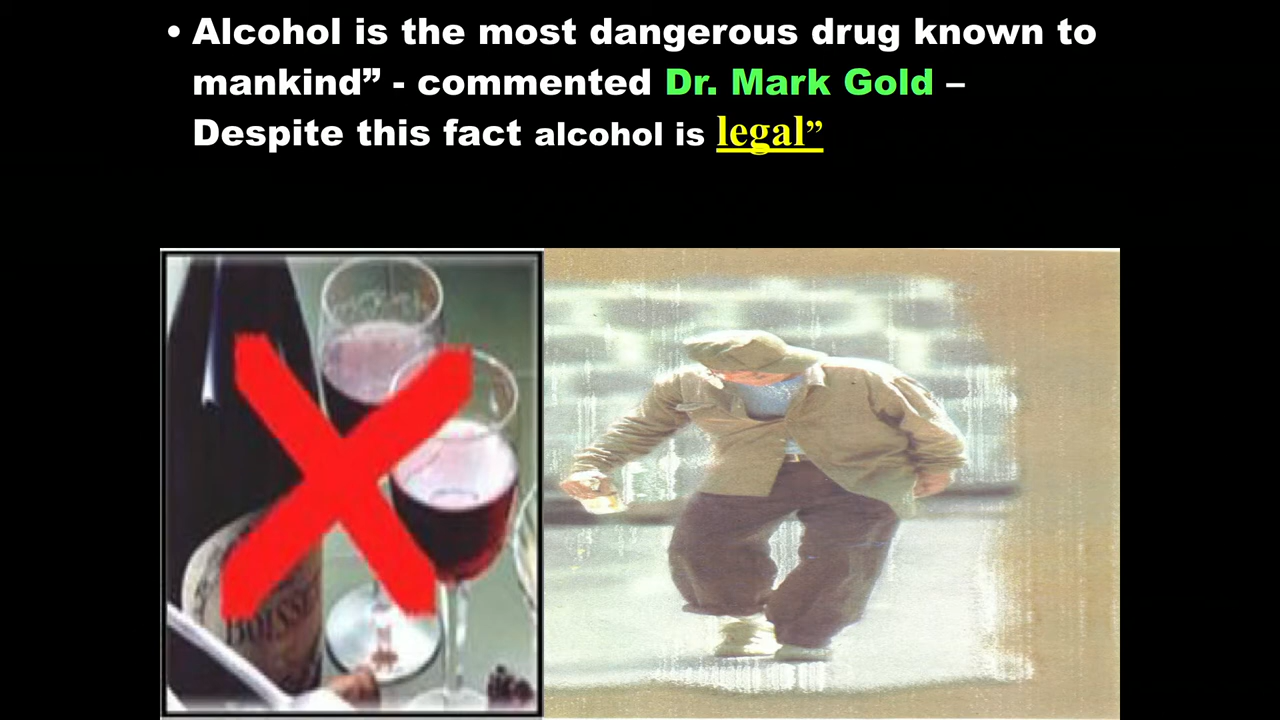 • Alcohol is the most dangerous drug known to
mankind” - commented Dr. Mark Gold –
Despite this fact alcohol is legal”